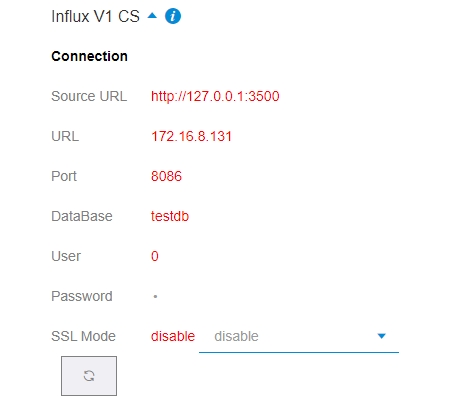 Influx V1 CS
Connection
Source URL http://127.0.0.1:3500
URL 172.16.8.131
Port 8086
DataBase testdb
User 0
Password •
SSL Mode disable disable